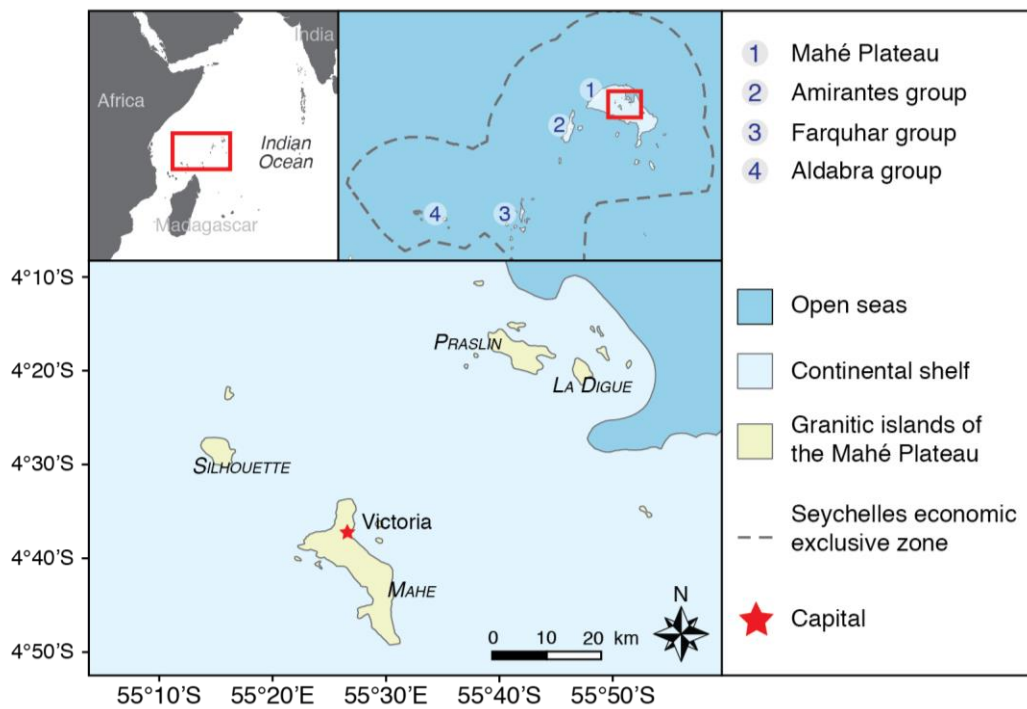 India
Africa
Indian
Ocean
Madagascar
1
2
3
4
1 Mahé Plateau
2 Amirantes group
3 Farquhar group
4 Aldabra group
4°10'S
4°20'S
4°30'S
4°40'S
4°50'S
PRASLIN
LA DIGUE
SILHOUETTE
Victoria
MAHE
N
0 10 20 km
55°10'S 55°20'E 55°30'E 55°40'S 55°50'S
Open seas
Continental shelf
Granitic islands of
the Mahé Plateau
Seychelles economic
exclusive zone
Capital